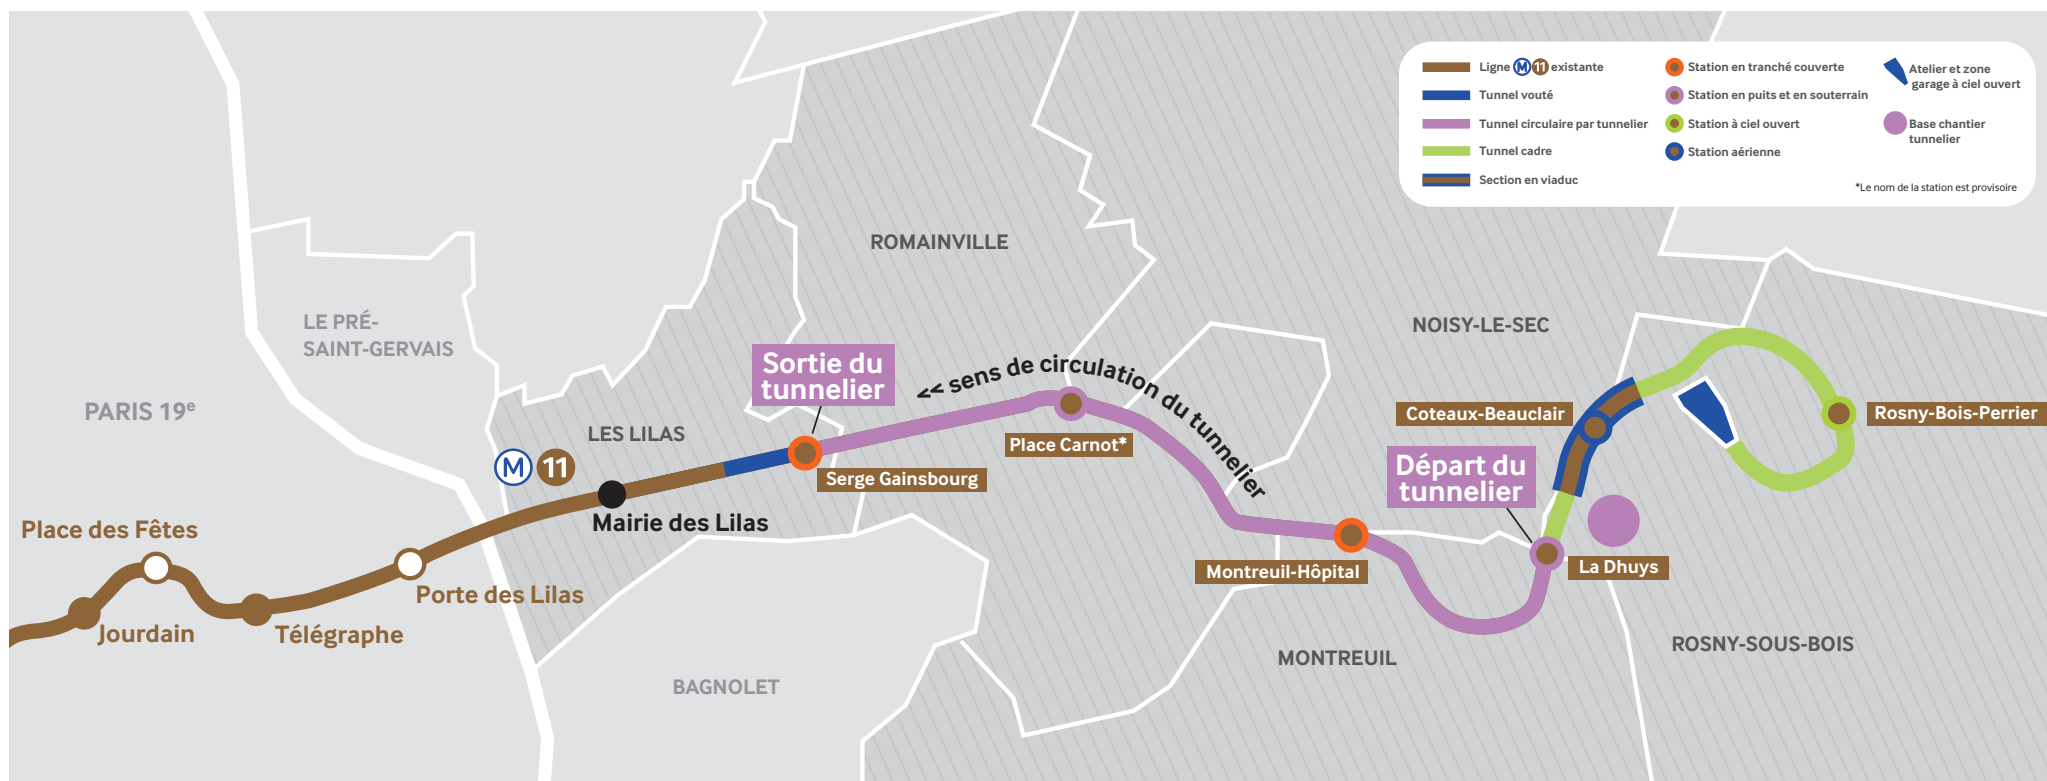 Ligne M 11 existante
Tunnel vouté
Tunnel circulaire par tunnelier
Tunnel cadre
Section en viaduc
Station en tranché couverte
Station en puits et en souterrain
Station à ciel ouvert
Station aérienne
Atelier et zone
garage à ciel ouvert
Base chantier
tunnelier
*Le nom de la station est provisoire
ROMAINVILLE
LE PRÉ-
SAINT-GERVAIS
NOISY-LE-SEC
Sortie du
tunnelier
<< sens de circulation du tunnelier
PARIS 19e
LES LILAS
Coteaux-Beauclair
Rosny-Bois-Perrier
Place Carnot*
M 11
Serge Gainsbourg
Départ du
tunnelier
Mairie des Lilas
Place des Fêtes
Montreuil-Hôpital
La Dhuys
Porte des Lilas
Jourdain
Télégraphe
ROSNY-SOUS-BOIS
MONTREUIL
BAGNOLET